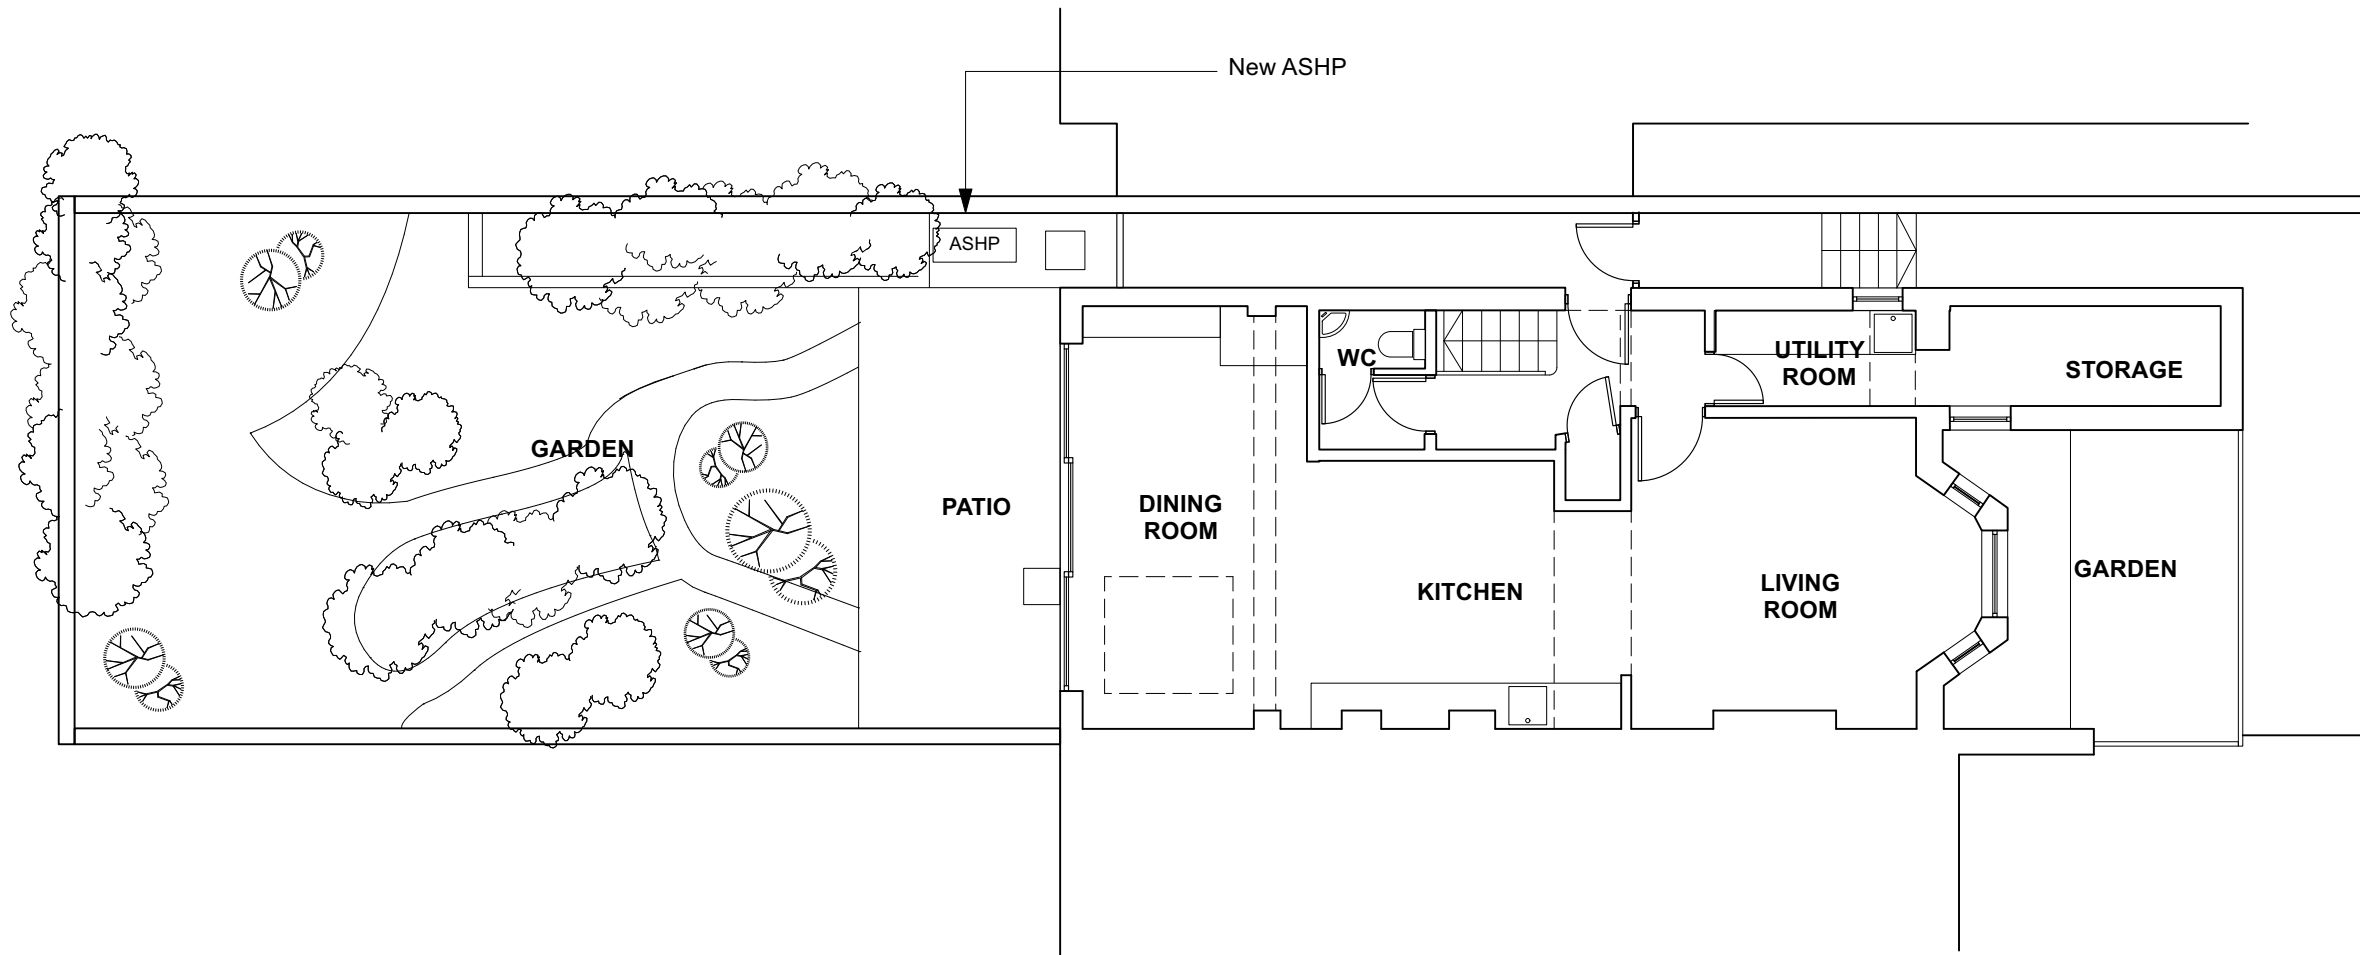 New ASHP
ASHP
WC
UTILITY
ROOM
STORAGE
GARDEN
PATIO
DINING
ROOM
KITCHEN
LIVING
ROOM
GARDEN